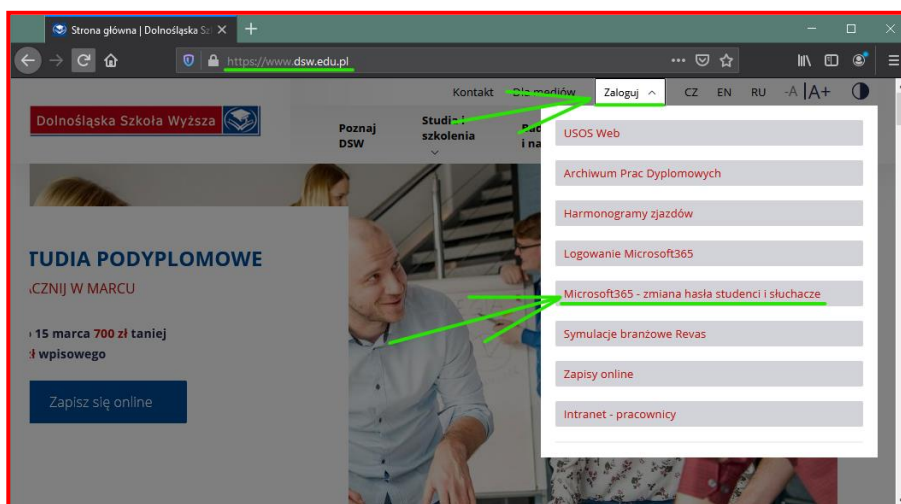 Strona główna | Dolnośląska Sz
https://www.dsw.edu.pl
Kontakt Dla mediów Zaloguj CZ EN RU -A A+
Dolnośląska Szkoła Wyższa
Poznaj
DSW
Studia i
szkolenia
i na
USOS Web
Archiwum Prac Dyplomowych
Harmonogramy zjazdów
Logowanie Microsoft365
Microsoft365 - zmiana hasła studenci i słuchacze
Symulacje branżowe Revas
Zapisy online
Intranet - pracownicy
TUDIA PODYPLOMOWE
CZNIJ W MARCU
15 marca 700 zł taniej
zł wpisowego
Zapisz się online